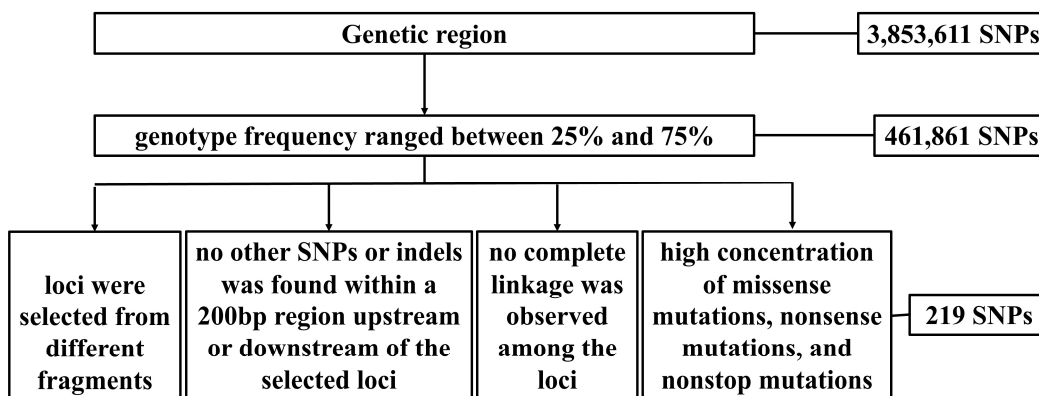 Genetic region
3,853,611 SNPs
genotype frequency ranged between 25% and 75%
461,861 SNPs
loci were
selected from
different
fragments
no other SNPs or indels
was found within a
200bp region upstream
or downstream of the
selected loci
no complete
linkage was
observed
among the
loci
high concentration
of missense
mutations, nonsense
mutations, and
nonstop mutations
219 SNPs